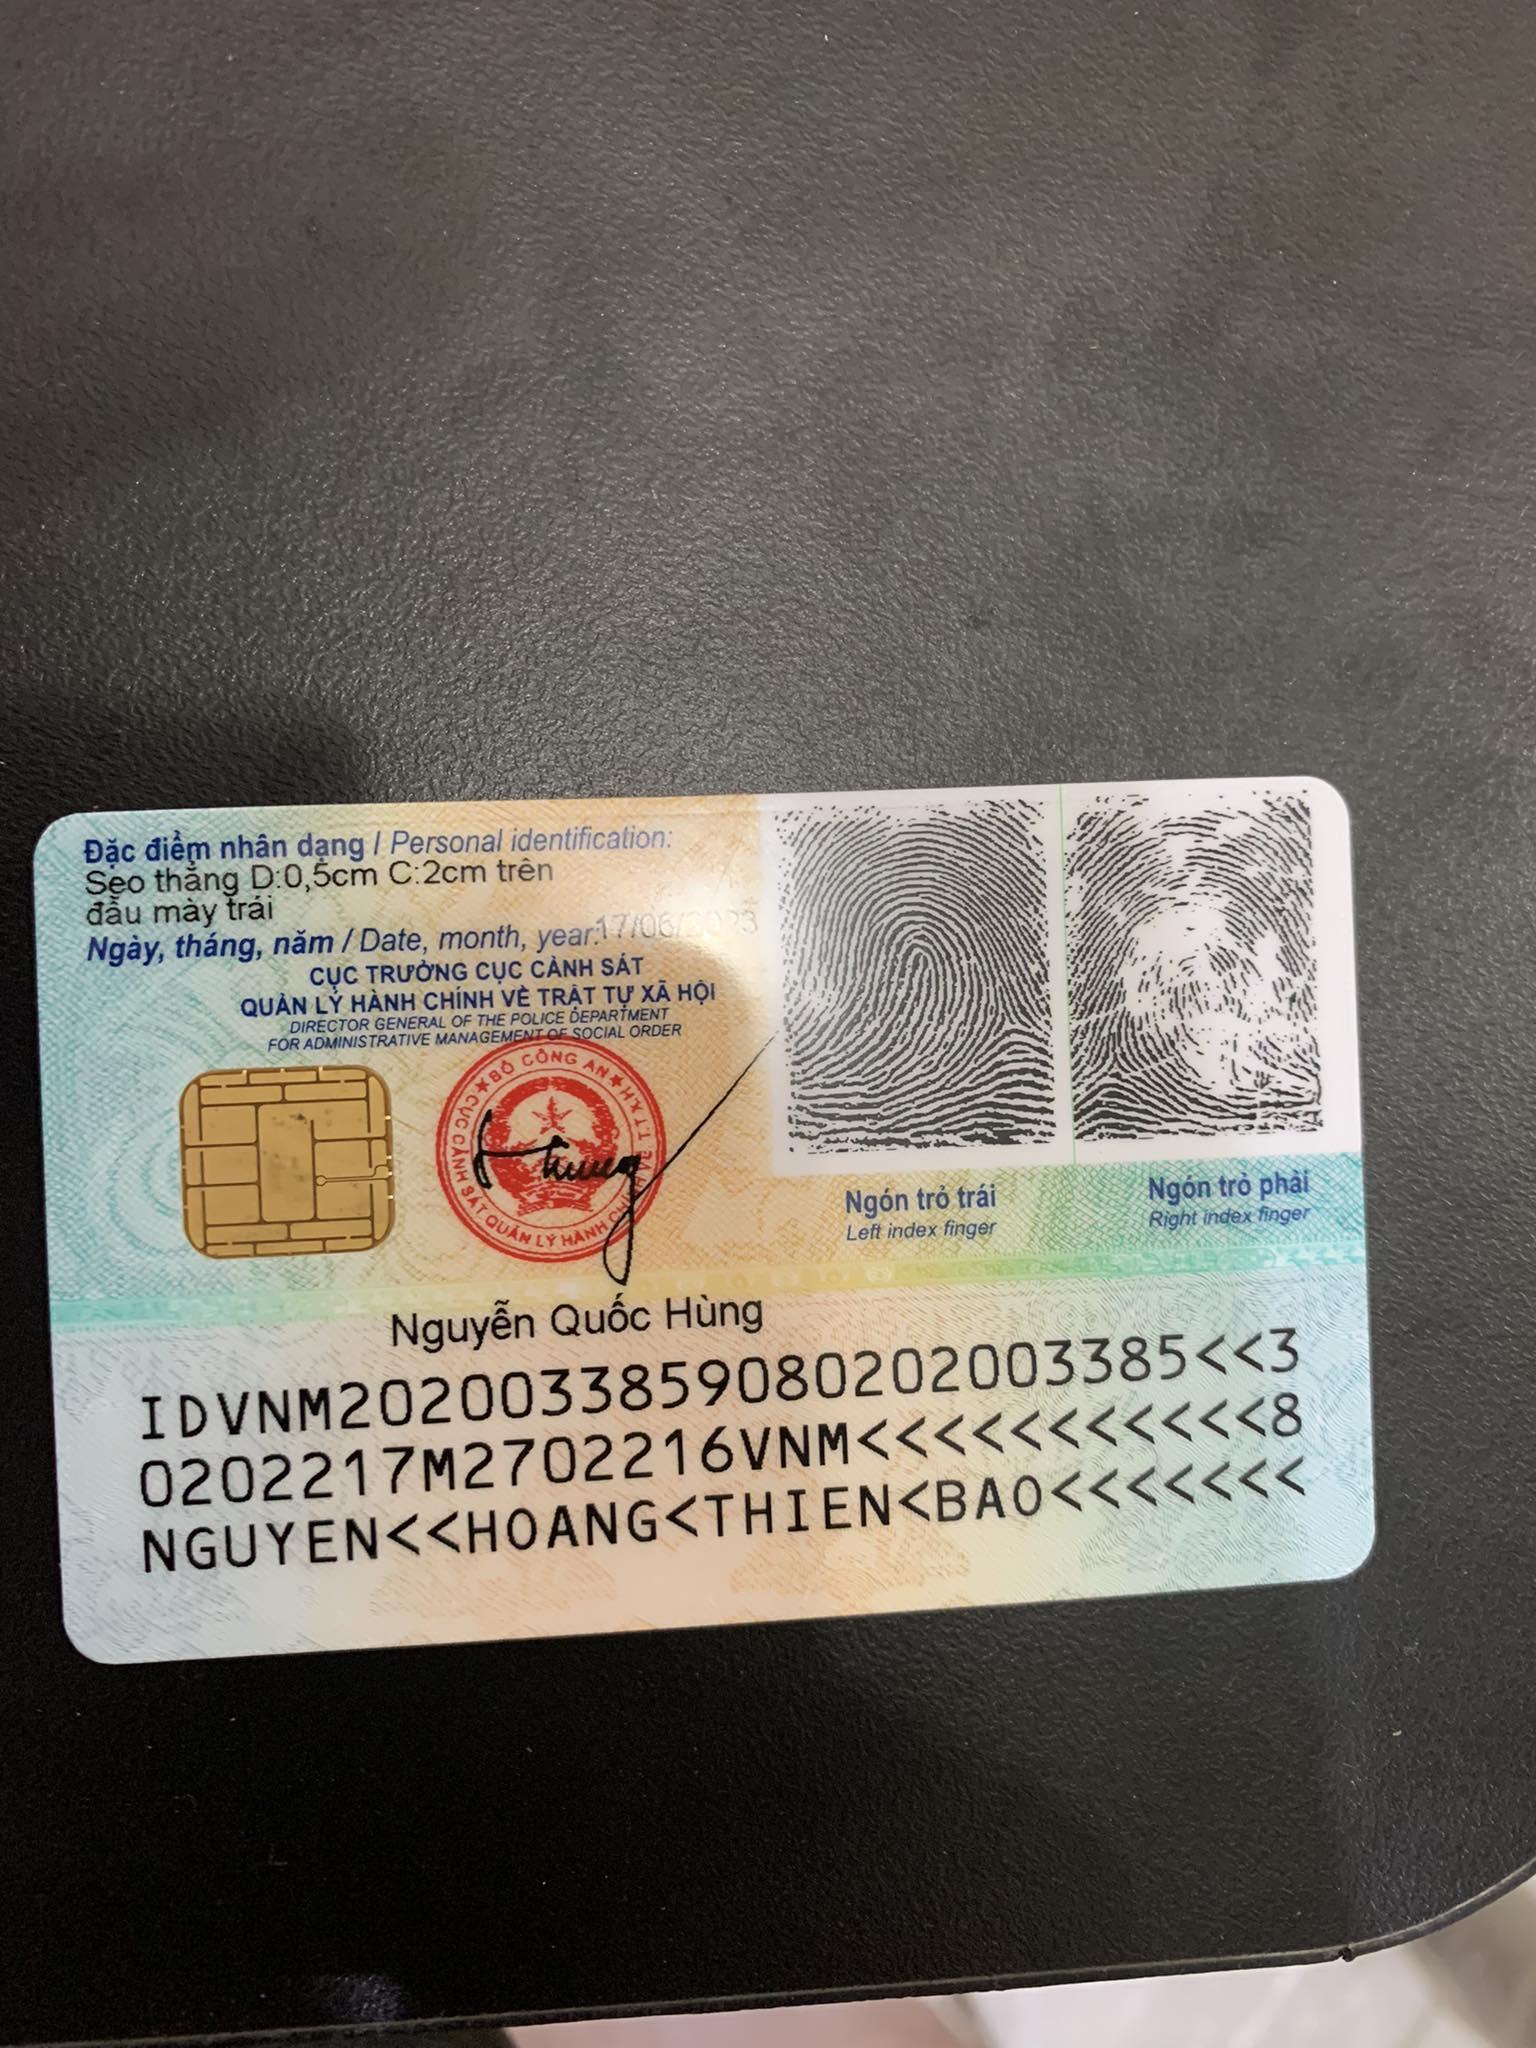 Đặc điểm nhân dạng / Personal identification:
Sẹo thẳng D:0,5cm C:2cm trên
đầu mày trái
Ngày, tháng, năm / Date, month, year: 17/06/2023
CỤC TRƯỞNG CỤC CẢNH SÁT
QUẢN LÝ HÀNH CHÍNH VỀ TRẬT TỰ XÃ HỘI
DIRECTOR GENERAL OF THE POLICE DEPARTMENT
FOR ADMINISTRATIVE MANAGEMENT OF SOCIAL ORDER
BỘ CÔNG AN
CỤC CẢNH SÁT QUẢN LÝ HÀNH CHÍNH VỀ TTXH
Ngón trỏ trái
Left index finger
Ngón trỏ phải
Right index finger
Nguyễn Quốc Hùng
IDVNM2020033859080202003385<<3
0202217M2702216VNM<<<<<<<<<<<8
NGUYEN<<HOANG<THIEN<BAO<<<<<<<